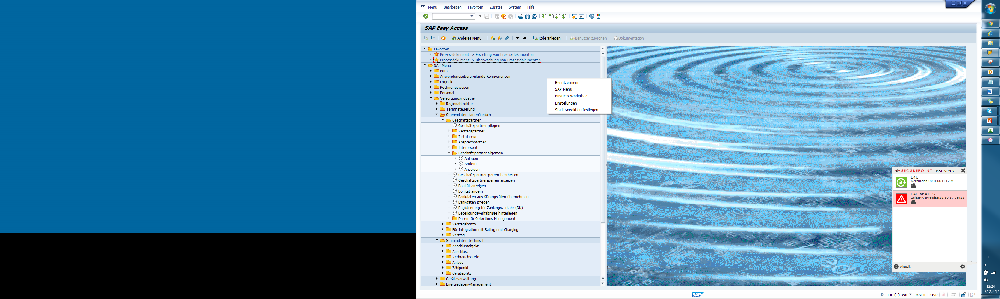 Menü Bearbeiten Favoriten Zusätze System Hilfe
SAP Easy Access
Anderes Menü Rolle anlegen Benutzer zuordnen Dokumentation
Favoriten
Prozessdokument -> Erstellung von Prozessdokumenten
Prozessdokument -> Überwachung von Prozessdokumenten
SAP Menü
Büro
Anwendungsübergreifende Komponenten
Logistik
Rechnungswesen
Personal
Versorgungsindustrie
Regionalstruktur
Terminsteuerung
Stammdaten kaufmännisch
Geschäftspartner
Geschäftspartner pflegen
Vertragspartner
Installateur
Ansprechpartner
Interessent
Geschäftspartner allgemein
Anlegen
Ändern
Anzeigen
Geschäftspartnersperren bearbeiten
Geschäftspartnersperren anzeigen
Bonität anzeigen
Bonität ändern
Bankdaten aus Klärungsfällen übernehmen
Bankdaten pflegen
Registrierung für Zahlungsverkehr (DK)
Beteiligungsverhältnisse hinterlegen
Daten für Collections Management
Vertragskonto
Für Integration mit Rating und Charging
Vertrag
Stammdaten technisch
Anschlussobjekt
Anschluss
Verbrauchsstelle
Anlage
Zählpunkt
Geräteplatz
Geräteverwaltung
Energiedaten-Management
Benutzermenü
SAP Menü
Business Workplace
Einstellungen
Starttransaktion festlegen
SECUREPOINT SSL VPN v2
E4U
Verbunden:00 D 00 H 12 M
E4U at ATOS
Zuletzt verwendet:18.10.17 15:13
Aktuell.
SAP
EIE (1) 350 MAEIE OVR
DE
13:24
07.12.2017